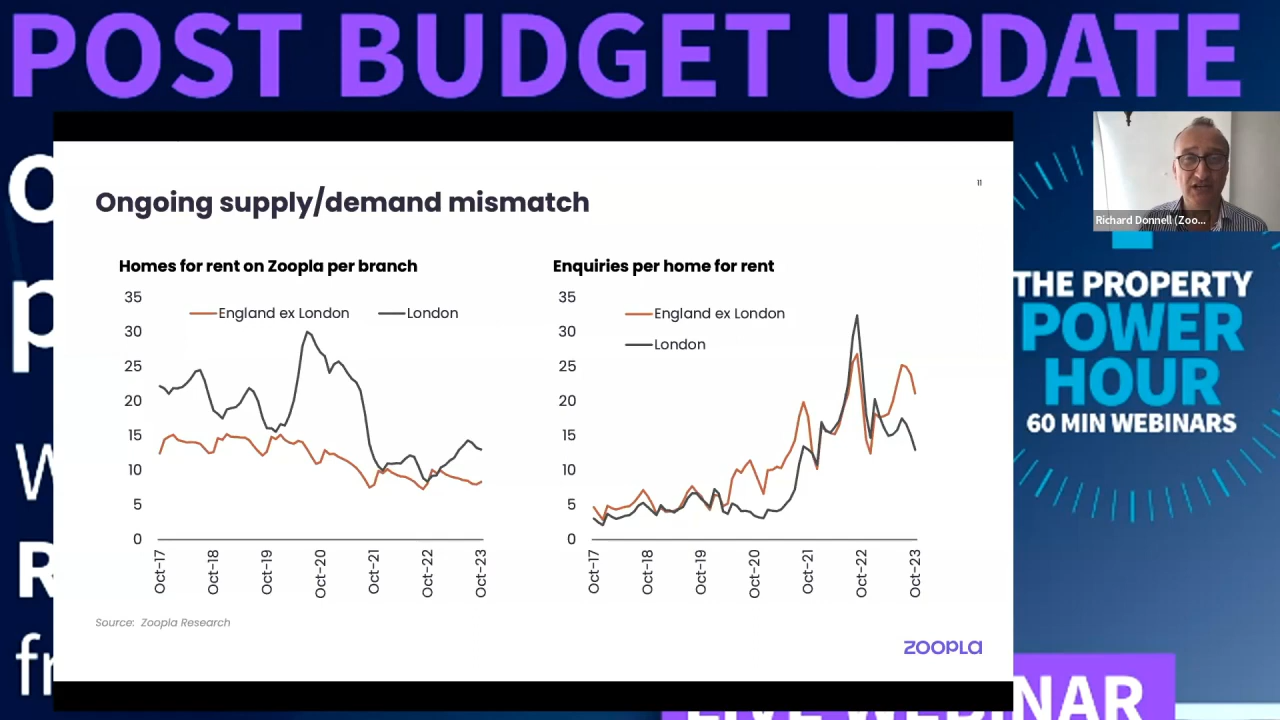 POST BUDGET UPDATE
Ongoing supply/demand mismatch
11
Homes for rent on Zoopla per branch
England ex London
London
35
30
25
20
15
10
5
0
Oct-17
Oct-18
Oct-19
Oct-20
Oct-21
Oct-22
Oct-23
Enquiries per home for rent
England ex London
London
35
30
25
20
15
10
5
0
Oct-17
Oct-18
Oct-19
Oct-20
Oct-21
Oct-22
Oct-23
Source: Zoopla Research
ZOOPLA
Richard Donnell (Zoo...
THE PROPERTY
POWER
HOUR
60 MIN WEBINARS